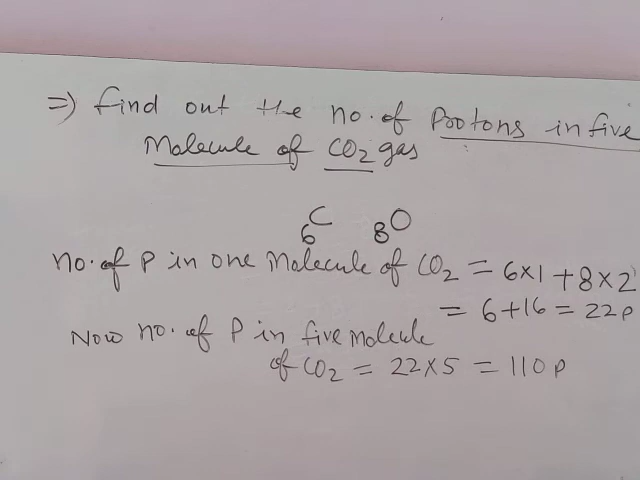 ⇒) find out the no. of Protons in five
Molecule of CO₂ gas
₆C ₈O
no. of P in one Molecule of CO₂ = 6×1 + 8×2
= 6+16 = 22p
Now no. of P in five molecule
of CO₂ = 22×5 = 110p